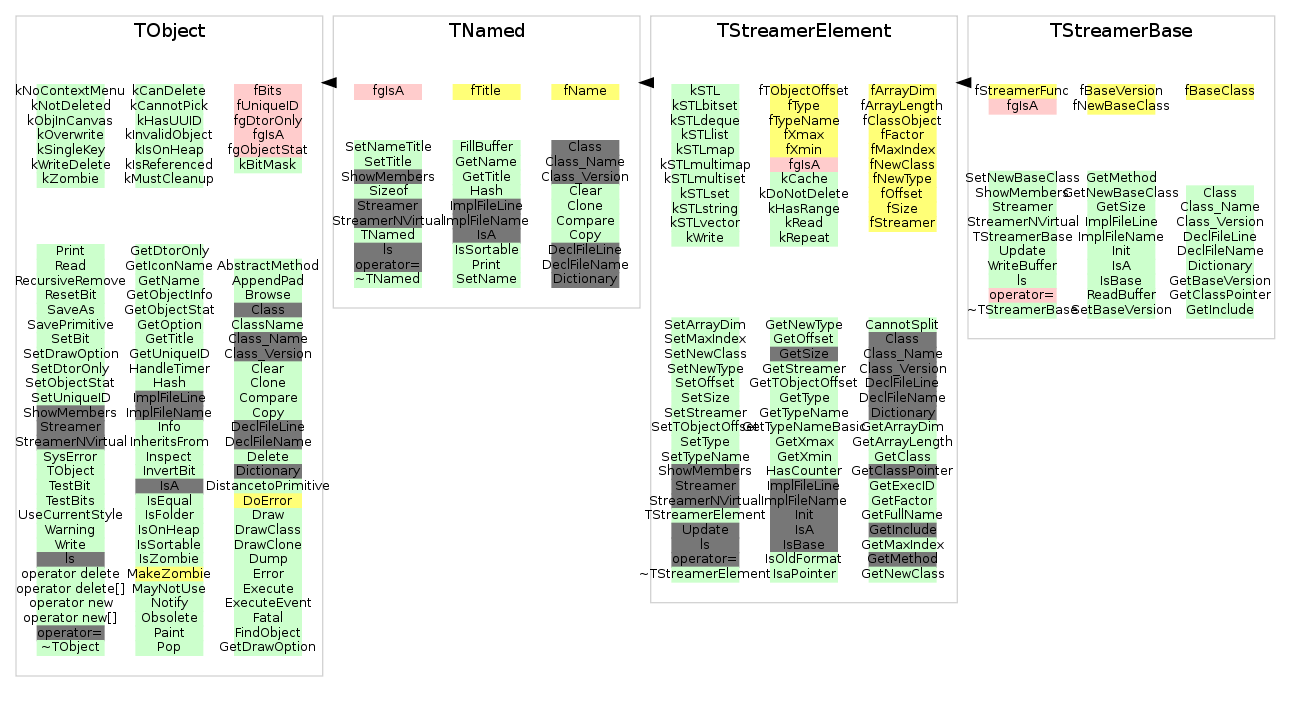 TObject
kNoContextMenu
kNotDeleted
kObjInCanvas
kOverwrite
kSingleKey
kWriteDelete
kZombie
kCanDelete
kCannotPick
kHasUUID
kInvalidObject
kIsOnHeap
kIsReferenced
kMustCleanup
fBits
fUniqueID
fgDtorOnly
fgIsA
fgObjectStat
kBitMask
Print
Read
RecursiveRemove
ResetBit
SaveAs
SavePrimitive
SetBit
SetDrawOption
SetDtorOnly
SetObjectStat
SetUniqueID
ShowMembers
Streamer
StreamerNVirtual
SysError
TObject
TestBit
TestBits
UseCurrentStyle
Warning
Write
ls
operator delete
operator delete[]
operator new
operator new[]
operator=
~TObject
GetDtorOnly
GetIconName
GetName
GetObjectInfo
GetObjectStat
GetOption
GetTitle
GetUniqueID
HandleTimer
Hash
ImplFileLine
ImplFileName
Info
InheritsFrom
Inspect
InvertBit
IsA
IsEqual
IsFolder
IsOnHeap
IsSortable
IsZombie
MakeZombie
MayNotUse
Notify
Obsolete
Paint
Pop
AbstractMethod
AppendPad
Browse
Class
ClassName
Class_Name
Class_Version
Clear
Clone
Compare
Copy
DeclFileLine
DeclFileName
Delete
Dictionary
DistancetoPrimitive
DoError
Draw
DrawClass
DrawClone
Dump
Error
Execute
ExecuteEvent
Fatal
FindObject
GetDrawOption
TNamed
fgIsA
fTitle
fName
SetNameTitle
SetTitle
ShowMembers
Sizeof
Streamer
StreamerNVirtual
TNamed
ls
operator=
~TNamed
FillBuffer
GetName
GetTitle
Hash
ImplFileLine
ImplFileName
IsA
IsSortable
Print
SetName
Class
Class_Name
Class_Version
Clear
Clone
Compare
Copy
DeclFileLine
DeclFileName
Dictionary
TStreamerElement
kSTL
kSTLbitset
kSTLdeque
kSTLlist
kSTLmap
kSTLmultimap
kSTLmultiset
kSTLset
kSTLstring
kSTLvector
kWrite
fTObjectOffset
fType
fTypeName
fXmax
fXmin
fgIsA
kCache
kDoNotDelete
kHasRange
kRead
kRepeat
fArrayDim
fArrayLength
fClassObject
fFactor
fMaxIndex
fNewClass
fNewType
fOffset
fSize
fStreamer
SetArrayDim
SetMaxIndex
SetNewClass
SetNewType
SetOffset
SetSize
SetStreamer
SetTObjectOffset
SetType
SetTypeName
ShowMembers
Streamer
StreamerNVirtual
TStreamerElement
Update
ls
operator=
~TStreamerElement
GetNewType
GetOffset
GetSize
GetStreamer
GetTObjectOffset
GetType
GetTypeName
GetTypeNameBasic
GetXmax
GetXmin
HasCounter
ImplFileLine
ImplFileName
Init
IsA
IsBase
IsOldFormat
IsaPointer
CannotSplit
Class
Class_Name
Class_Version
DeclFileLine
DeclFileName
Dictionary
GetArrayDim
GetArrayLength
GetClass
GetClassPointer
GetExecID
GetFactor
GetFullName
GetInclude
GetMaxIndex
GetMethod
GetNewClass
TStreamerBase
fStreamerFunc
fgIsA
fBaseVersion
fNewBaseClass
fBaseClass
SetNewBaseClass
ShowMembers
Streamer
StreamerNVirtual
TStreamerBase
Update
WriteBuffer
ls
operator=
~TStreamerBase
GetMethod
GetNewBaseClass
GetSize
ImplFileLine
ImplFileName
Init
IsA
IsBase
ReadBuffer
SetBaseVersion
Class
Class_Name
Class_Version
DeclFileLine
DeclFileName
Dictionary
GetBaseVersion
GetClassPointer
GetInclude